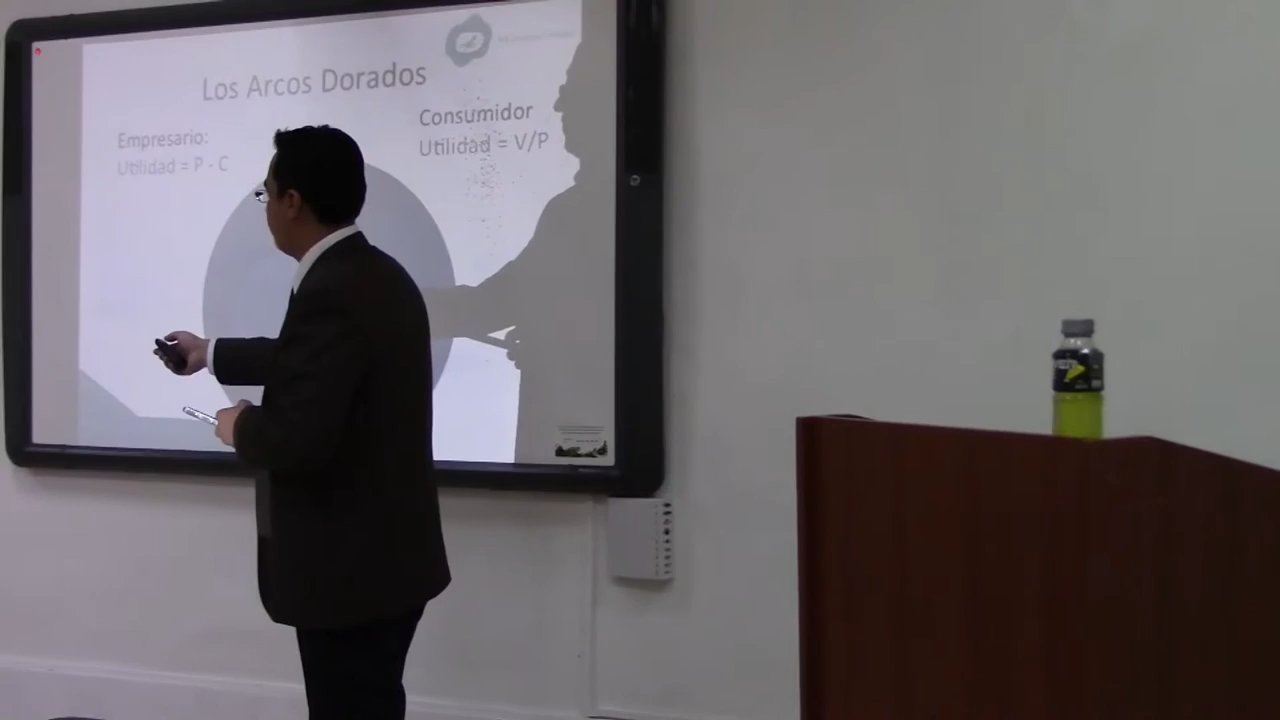 Los Arcos Dorados
Empresario:
Utilidad = P - C
Consumidor
Utilidad = V/P